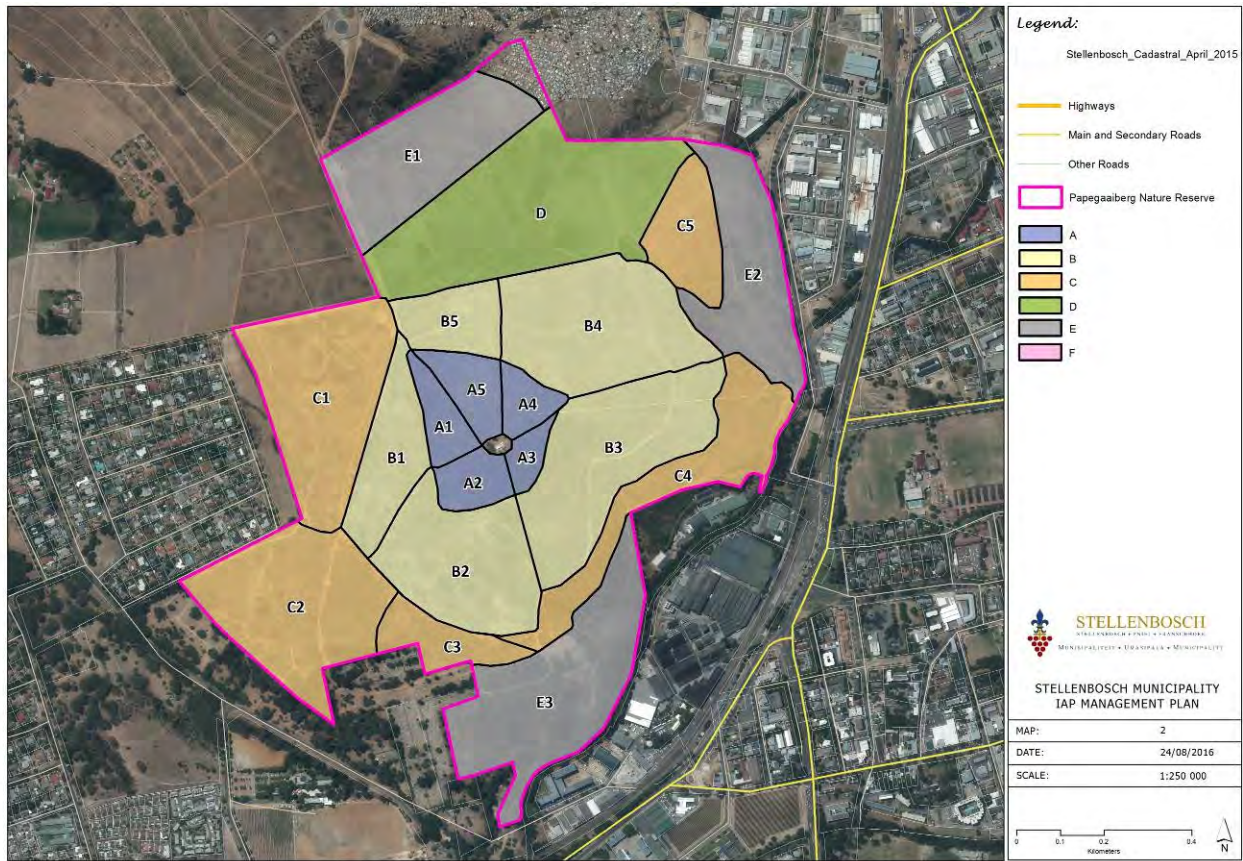 E1
D
C5
E2
B5
B4
C1
A5
A4
A1
B1
A3
B3
A2
C4
B2
C2
C3
E3
Legend:
Stellenbosch_Cadastral_April_2015
Highways
Main and Secondary Roads
Other Roads
Papegaaiberg Nature Reserve
A
B
C
D
E
F
STELLENBOSCH
STELLENBOSCH • PNIEL • FRANSCHHOEK
MUNISIPALITEIT • UMASIPALA • MUNICIPALITY
STELLENBOSCH MUNICIPALITY
IAP MANAGEMENT PLAN
MAP: 2
DATE: 24/08/2016
SCALE: 1:250 000
0 0.1 0.2 0.4
Kilometers
N